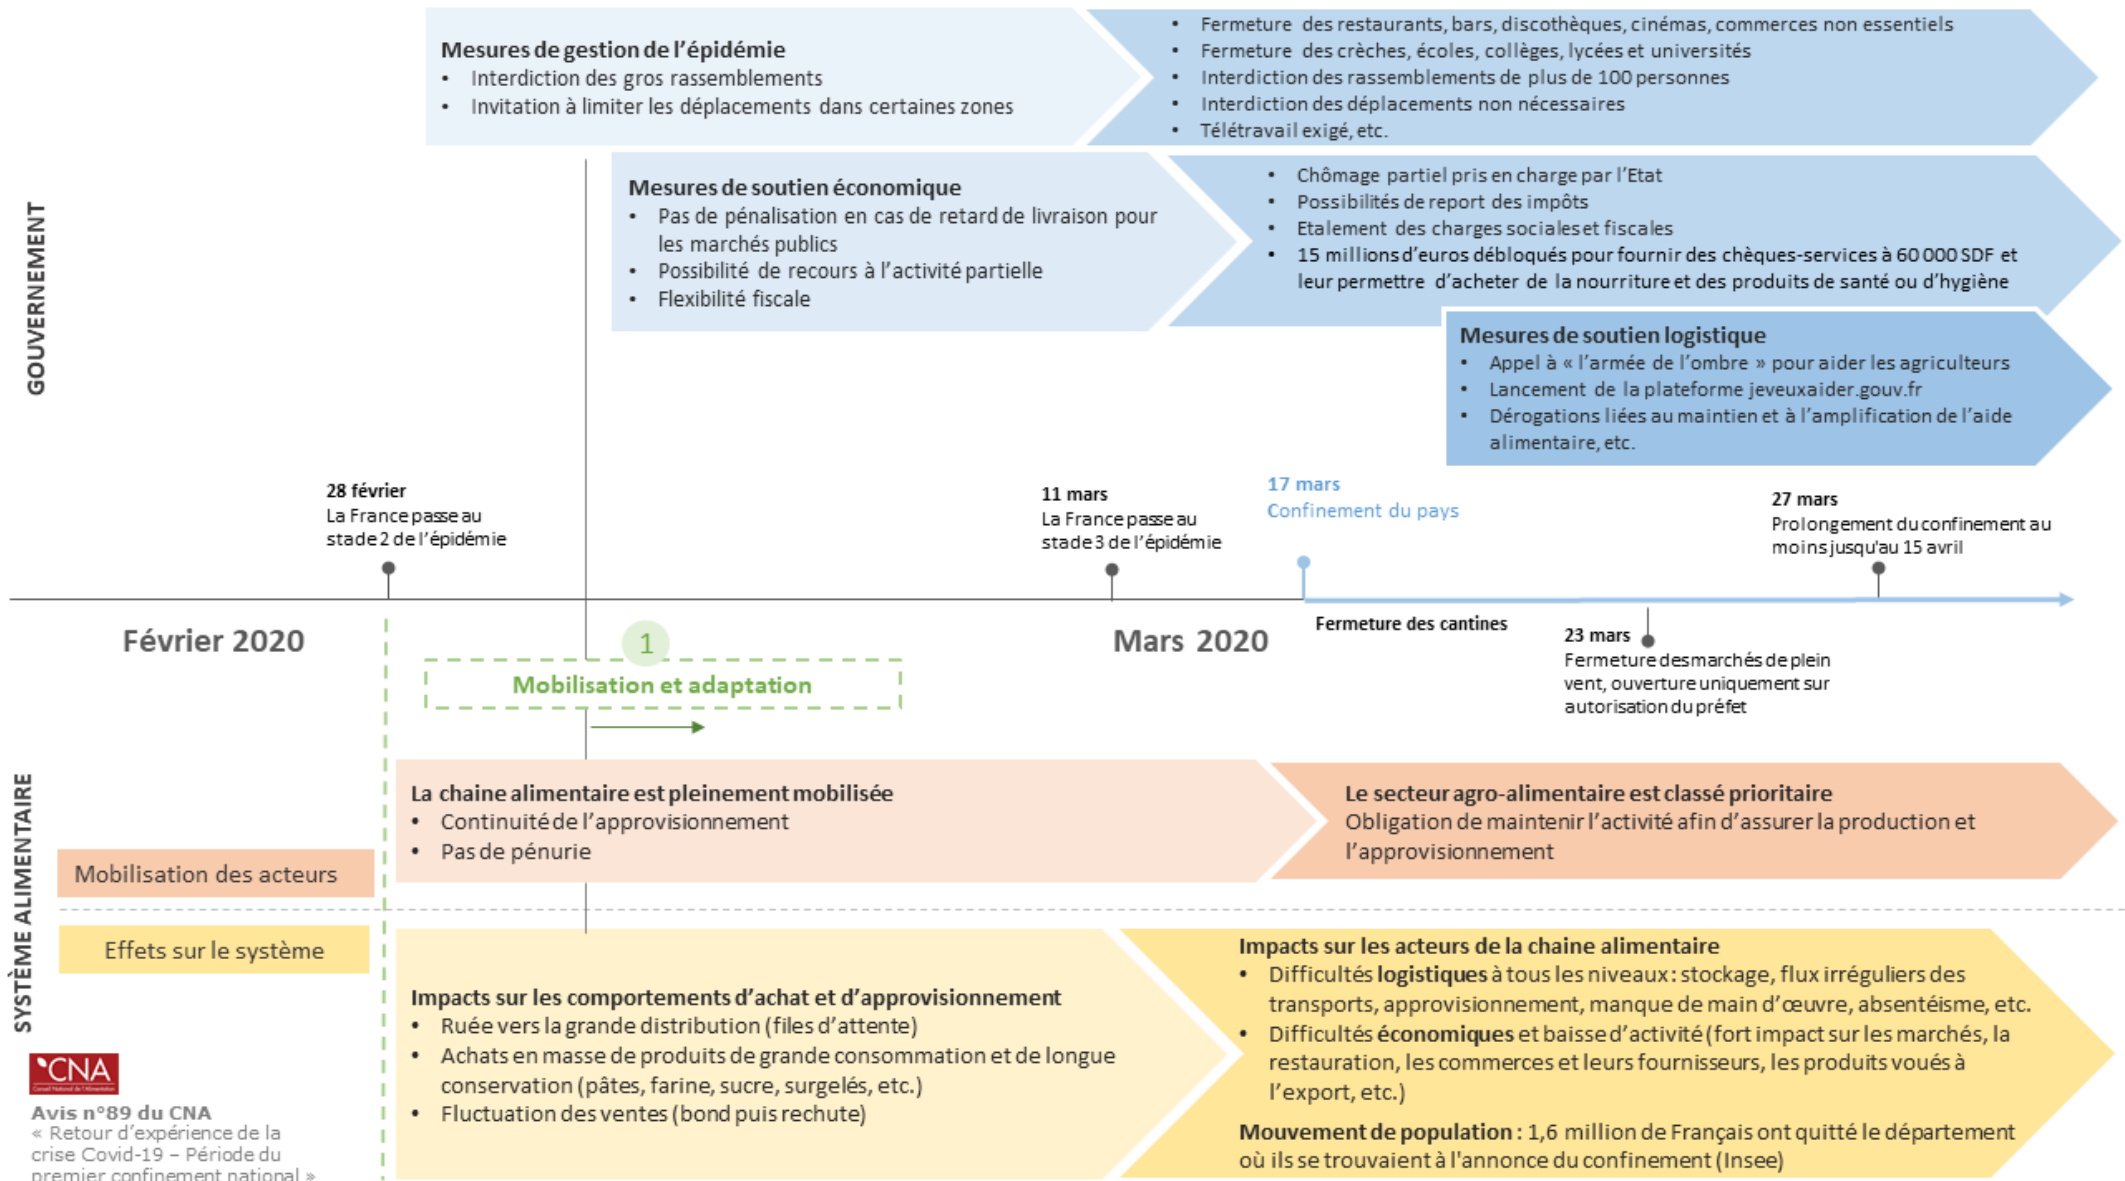 Mesures de gestion de l'épidémie
• Interdiction des gros rassemblements
• Invitation à limiter les déplacements dans certaines zones
• Fermeture des restaurants, bars, discothèques, cinémas, commerces non essentiels
• Fermeture des crèches, écoles, collèges, lycées et universités
• Interdiction des rassemblements de plus de 100 personnes
• Interdiction des déplacements non nécessaires
• Télétravail exigé, etc.
GOUVERNEMENT
Mesures de soutien économique
• Pas de pénalisation en cas de retard de livraison pour
les marchés publics
• Possibilité de recours à l'activité partielle
• Flexibilité fiscale
• Chômage partiel pris en charge par l'Etat
• Possibilités de report des impôts
• Etalement des charges sociales et fiscales
• 15 millions d'euros débloqués pour fournir des chèques-services à 60 000 SDF et
leur permettre d'acheter de la nourriture et des produits de santé ou d'hygiène
Mesures de soutien logistique
• Appel à « l'armée de l'ombre » pour aider les agriculteurs
• Lancement de la plateforme jeveuxaider.gouv.fr
• Dérogations liées au maintien et à l'amplification de l'aide
alimentaire, etc.
28 février
La France passe au
stade 2 de l'épidémie
11 mars
La France passe au
stade 3 de l'épidémie
17 mars
Confinement du pays
27 mars
Prolongement du confinement au
moins jusqu'au 15 avril
Février 2020
Mars 2020
Fermeture des cantines
23 mars
Fermeture des marchés de plein
vent, ouverture uniquement sur
autorisation du préfet
1
Mobilisation et adaptation
SYSTÈME ALIMENTAIRE
Mobilisation des acteurs
La chaine alimentaire est pleinement mobilisée
• Continuité de l'approvisionnement
• Pas de pénurie
Le secteur agro-alimentaire est classé prioritaire
Obligation de maintenir l'activité afin d'assurer la production et
l'approvisionnement
Effets sur le système
Impacts sur les comportements d'achat et d'approvisionnement
• Ruée vers la grande distribution (files d'attente)
• Achats en masse de produits de grande consommation et de longue
conservation (pâtes, farine, sucre, surgelés, etc.)
• Fluctuation des ventes (bond puis rechute)
Impacts sur les acteurs de la chaine alimentaire
• Difficultés logistiques à tous les niveaux : stockage, flux irréguliers des
transports, approvisionnement, manque de main d'œuvre, absentéisme, etc.
• Difficultés économiques et baisse d'activité (fort impact sur les marchés, la
restauration, les commerces et leurs fournisseurs, les produits voués à
l'export, etc.)
Mouvement de population : 1,6 million de Français ont quitté le département
où ils se trouvaient à l'annonce du confinement (Insee)
CNA
Conseil National de l'Alimentation
Avis n°89 du CNA
« Retour d'expérience de la
crise Covid-19 – Période du
premier confinement national »